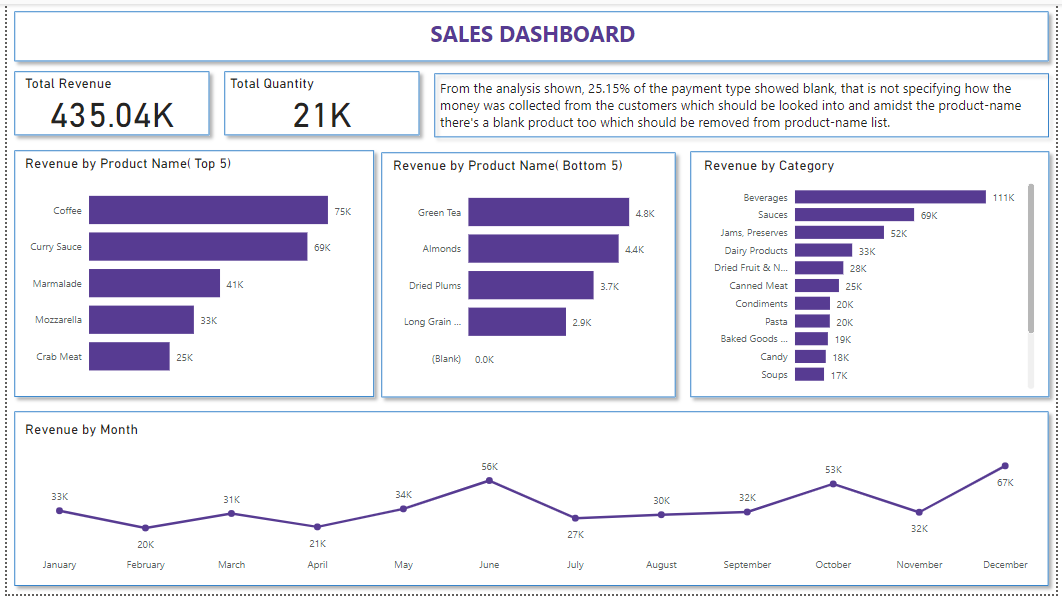 SALES DASHBOARD
Total Revenue
435.04K
Total Quantity
21K
From the analysis shown, 25.15% of the payment type showed blank, that is not specifying how the
money was collected from the customers which should be looked into and amidst the product-name
there's a blank product too which should be removed from product-name list.
Revenue by Product Name( Top 5)
Coffee 75K
Curry Sauce 69K
Marmalade 41K
Mozzarella 33K
Crab Meat 25K
Revenue by Product Name( Bottom 5)
Green Tea 4.8K
Almonds 4.4K
Dried Plums 3.7K
Long Grain ... 2.9K
(Blank) 0.0K
Revenue by Category
Beverages 111K
Sauces 69K
Jams, Preserves 52K
Dairy Products 33K
Dried Fruit & N... 28K
Canned Meat 25K
Condiments 20K
Pasta 20K
Baked Goods ... 19K
Candy 18K
Soups 17K
Revenue by Month
33K 20K 31K 21K 34K 56K 27K 30K 32K 53K 32K 67K
January February March April May June July August September October November December